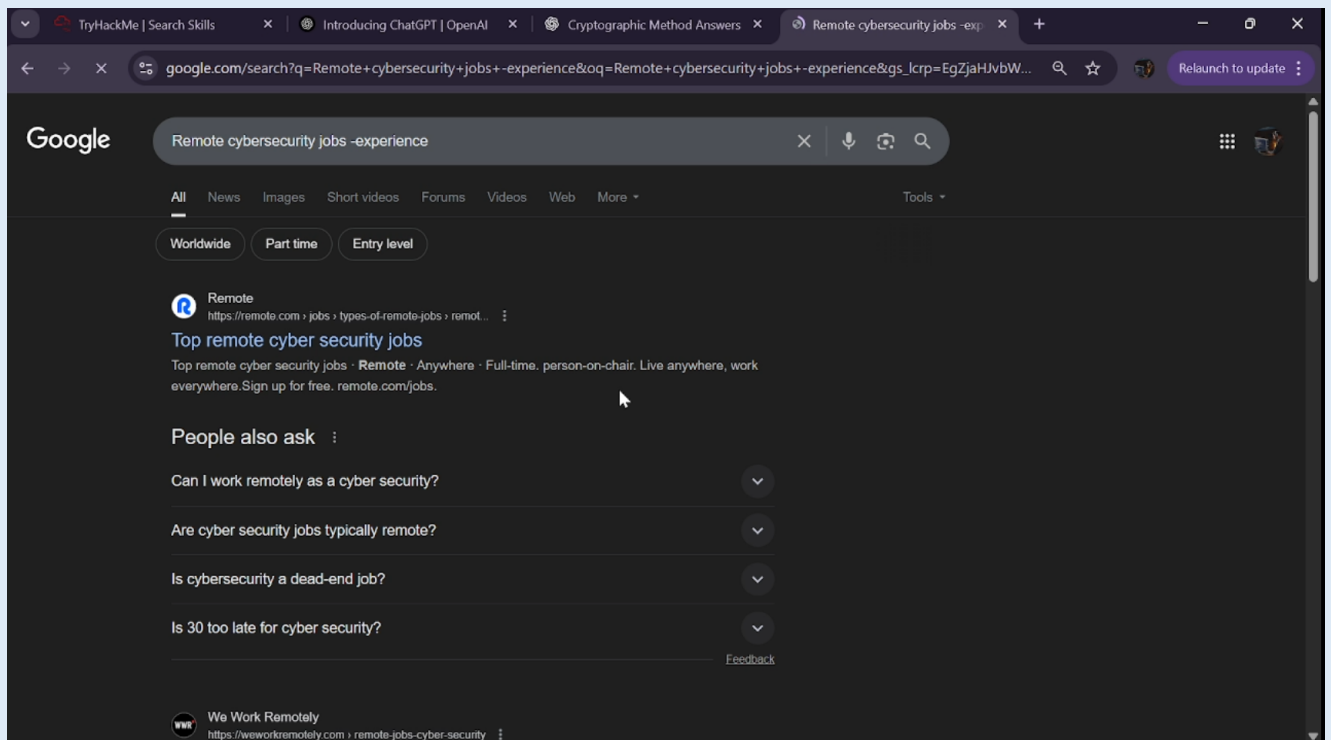 TryHackMe | Search Skills
Introducing ChatGPT | OpenAI
Cryptographic Method Answers
Remote cybersecurity jobs -exp
google.com/search?q=Remote+cybersecurity+jobs+-experience&oq=Remote+cybersecurity+jobs+-experience&gs_lcrp=EgZjaHJvbW...
Relaunch to update
Google
Remote cybersecurity jobs -experience
All News Images Short videos Forums Videos Web More Tools
Worldwide Part time Entry level
Remote
https://remote.com › jobs › types-of-remote-jobs › remot...
Top remote cyber security jobs
Top remote cyber security jobs · Remote · Anywhere · Full-time. person-on-chair. Live anywhere, work
everywhere.Sign up for free. remote.com/jobs.
People also ask
Can I work remotely as a cyber security?
Are cyber security jobs typically remote?
Is cybersecurity a dead-end job?
Is 30 too late for cyber security?
Feedback
WWR
We Work Remotely
https://weworkremotely.com › remote-jobs-cyber-security